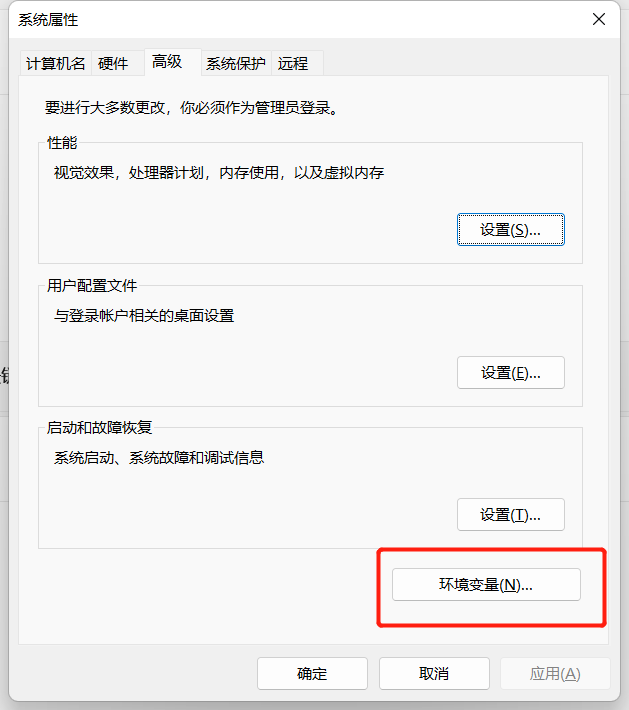 系统属性
计算机名 硬件 高级 系统保护 远程
要进行大多数更改，你必须作为管理员登录。
性能
视觉效果，处理器计划，内存使用，以及虚拟内存
设置(S)...
用户配置文件
与登录帐户相关的桌面设置
设置(E)...
启动和故障恢复
系统启动、系统故障和调试信息
设置(T)...
环境变量(N)...
确定 取消 应用(A)